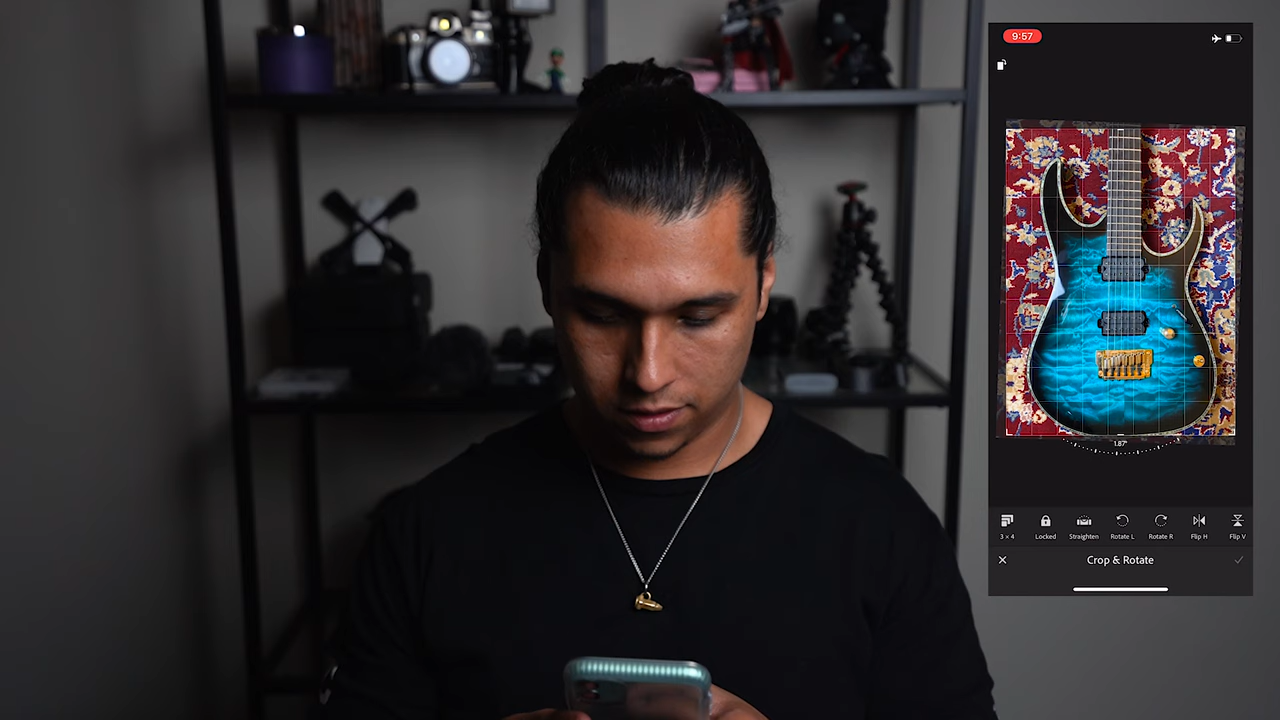 9:57
1.87°
3 × 4
Locked
Straighten
Rotate L
Rotate R
Flip H
Flip V
Crop & Rotate